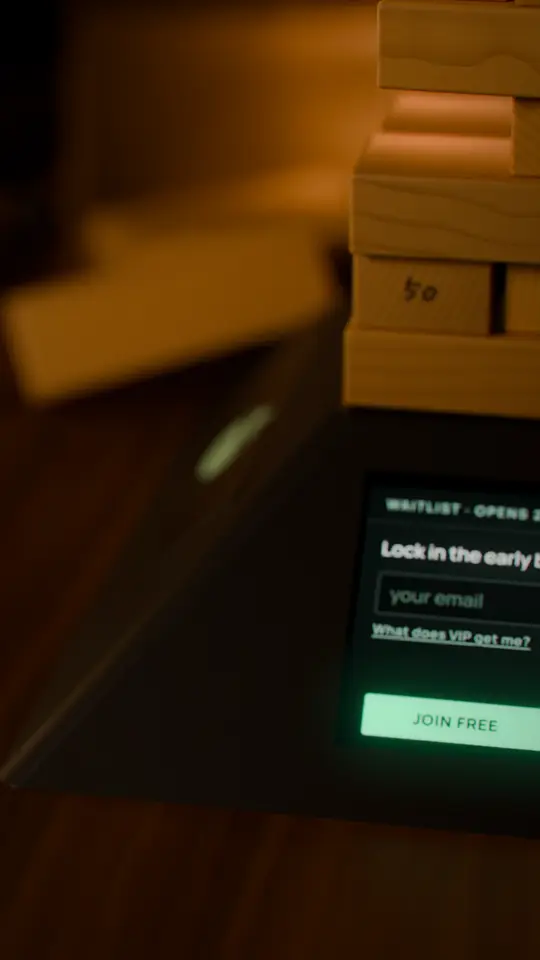 50
WAITLIST · OPENS
Lock in the early
your email
What does VIP get me?
JOIN FREE